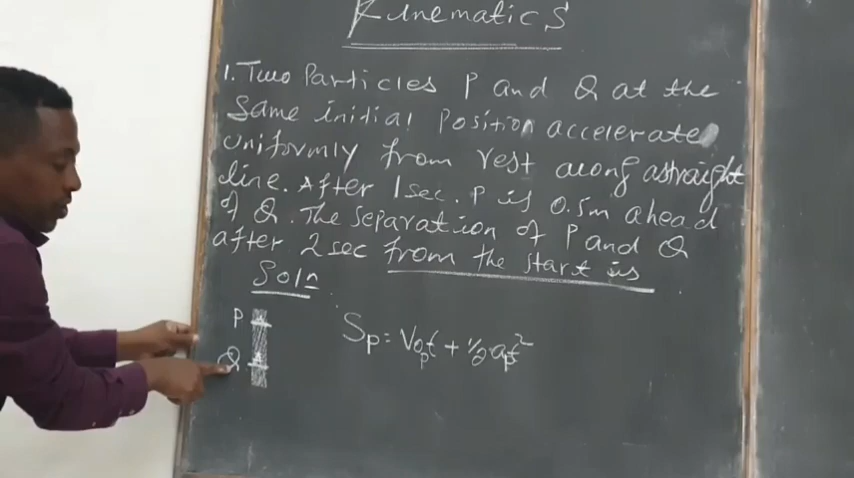 Kinematics
1. Two Particles P and Q at the
Same initial Position accelerate
uniformly from rest along a straight
line. After 1sec. P is 0.5m ahead
of Q. The separation of P and Q
after 2sec from the start is
Soln
P
Sp = Vopt + 1/2 apt²
Q